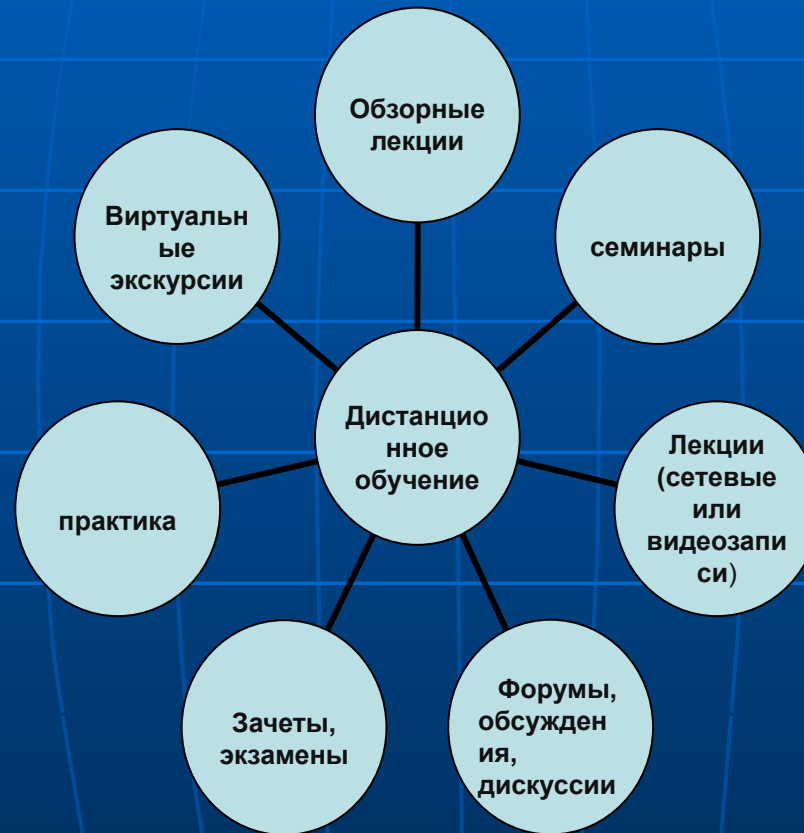 Обзорные
лекции
Виртуальн
ые
экскурсии
семинары
Дистанцио
нное
обучение
Лекции
(сетевые
или
видеозапи
си)
практика
Зачеты,
экзамены
Форумы,
обсужден
ия,
дискуссии